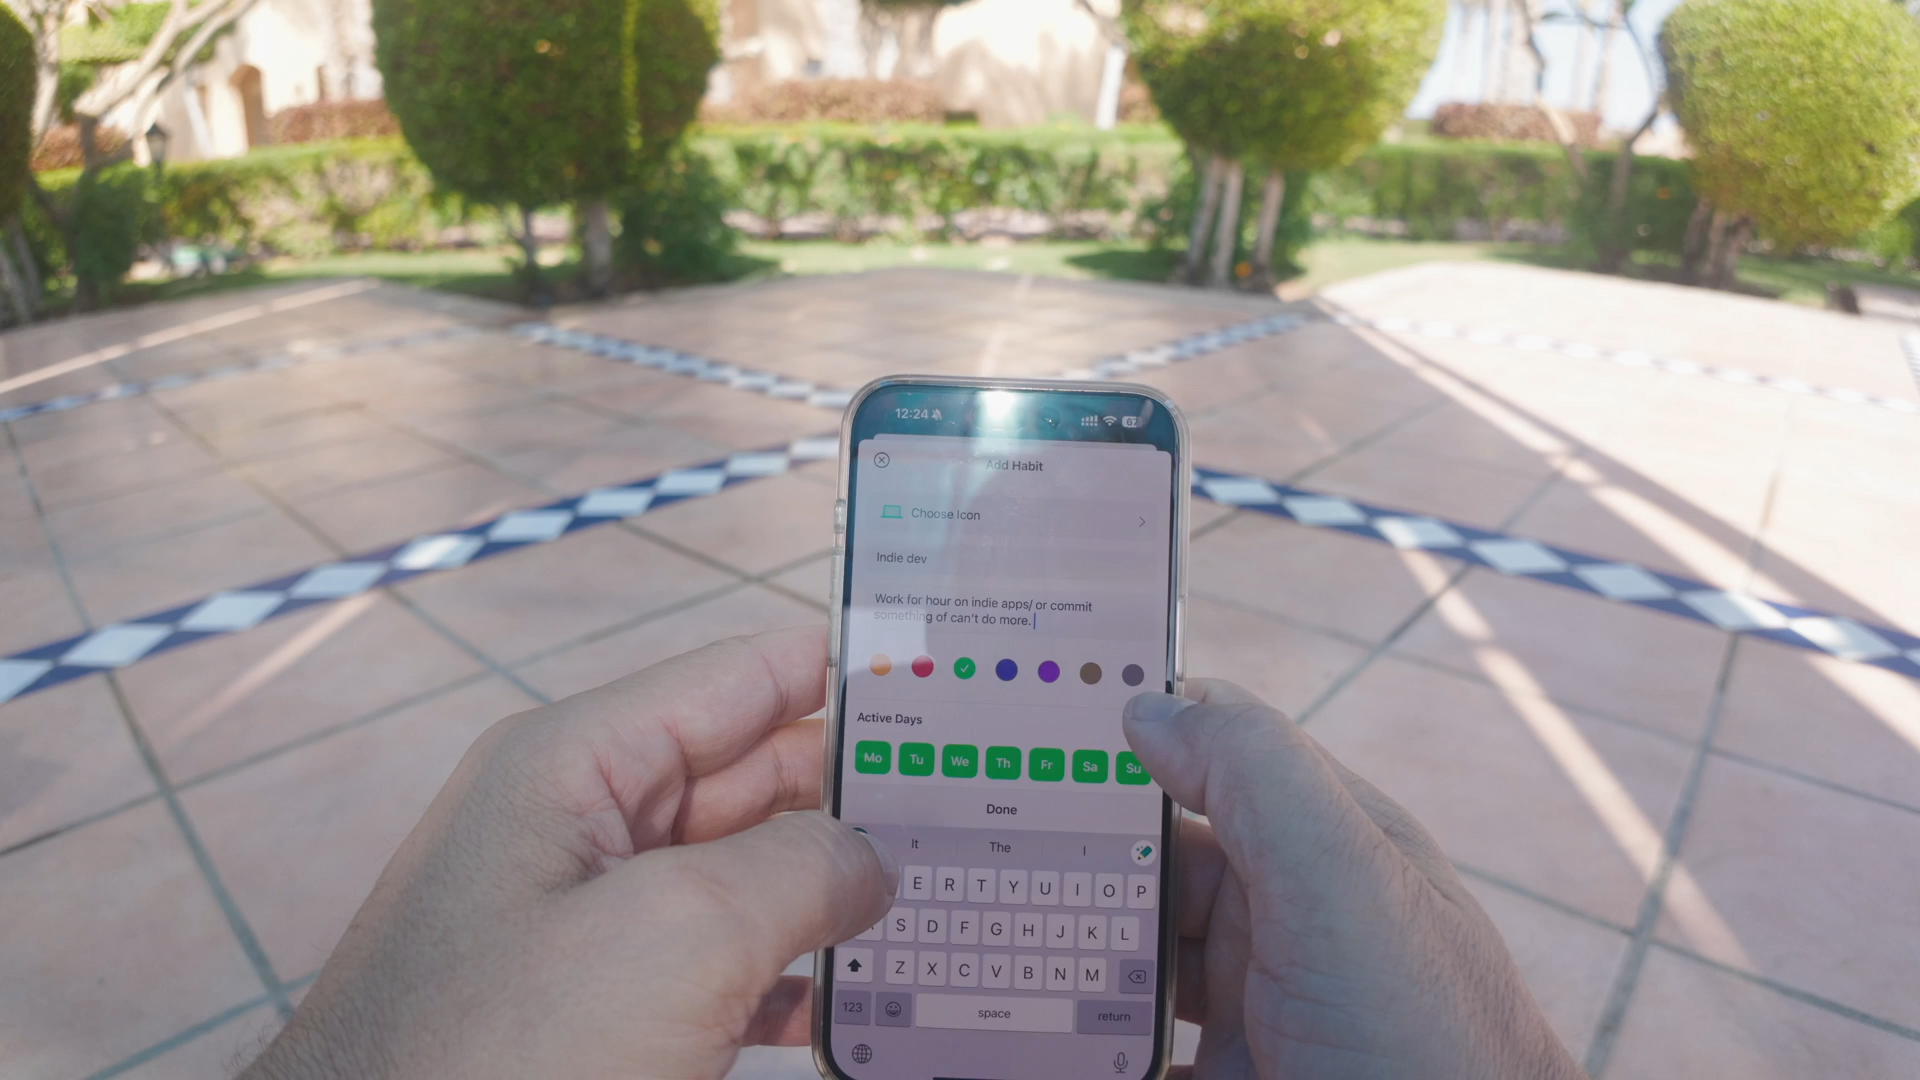 12:24
67
Add Habit
Choose Icon
Indie dev
Work for hour on indie apps/ or commit
something of can't do more.
Active Days
Mo Tu We Th Fr Sa Su
Done
It The I
E R T Y U I O P
S D F G H J K L
Z X C V B N M
123 space return